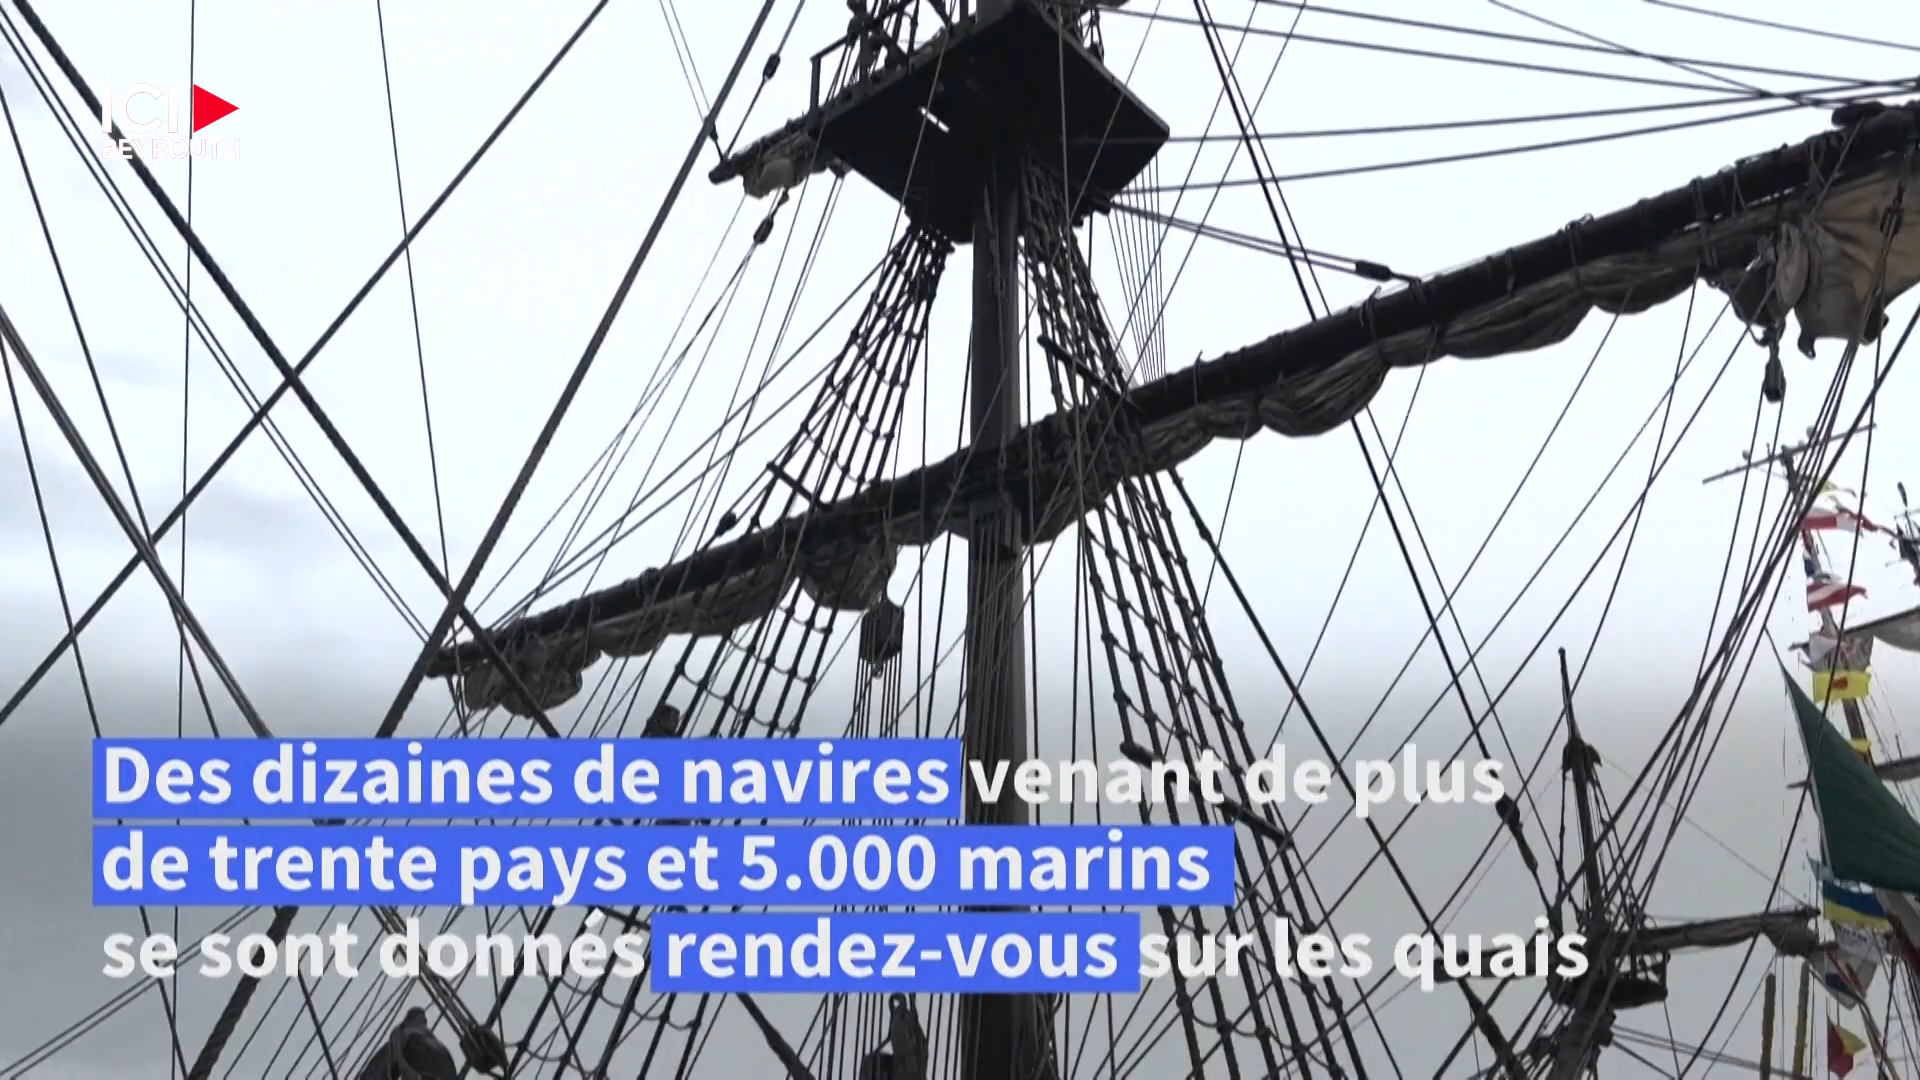 ICI
BEYROUTH
Des dizaines de navires venant de plus
de trente pays et 5.000 marins
se sont donnés rendez-vous sur les quais